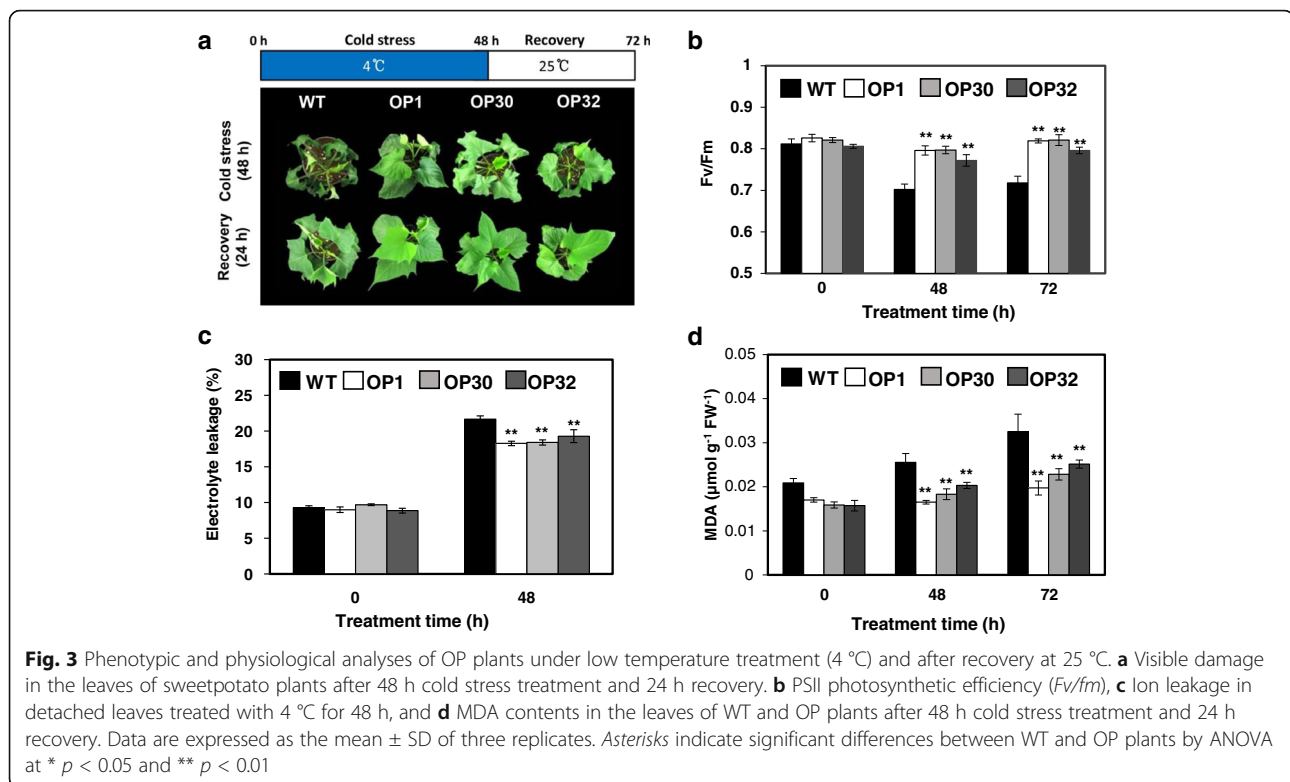 a
0 h Cold stress 48 h Recovery 72 h
4℃ 25℃
WT OP1 OP30 OP32
Cold stress
(48 h)
Recovery
(24 h)
b
WT OP1 OP30 OP32
1
0.9
0.8
0.7
0.6
0.5
Fv/Fm
** ** **
** ** **
0 48 72
Treatment time (h)
c
WT OP1 OP30 OP32
30
25
20
15
10
5
0
Electrolyte leakage (%)
** ** **
0 48
Treatment time (h)
d
WT OP1 OP30 OP32
0.05
0.04
0.03
0.02
0.01
0
MDA (µmol g⁻¹ FW⁻¹)
** ** **
** ** **
0 48 72
Treatment time (h)
Fig. 3 Phenotypic and physiological analyses of OP plants under low temperature treatment (4 °C) and after recovery at 25 °C. a Visible damage
in the leaves of sweetpotato plants after 48 h cold stress treatment and 24 h recovery. b PSII photosynthetic efficiency (Fv/fm), c Ion leakage in
detached leaves treated with 4 °C for 48 h, and d MDA contents in the leaves of WT and OP plants after 48 h cold stress treatment and 24 h
recovery. Data are expressed as the mean ± SD of three replicates. Asterisks indicate significant differences between WT and OP plants by ANOVA
at * p < 0.05 and ** p < 0.01